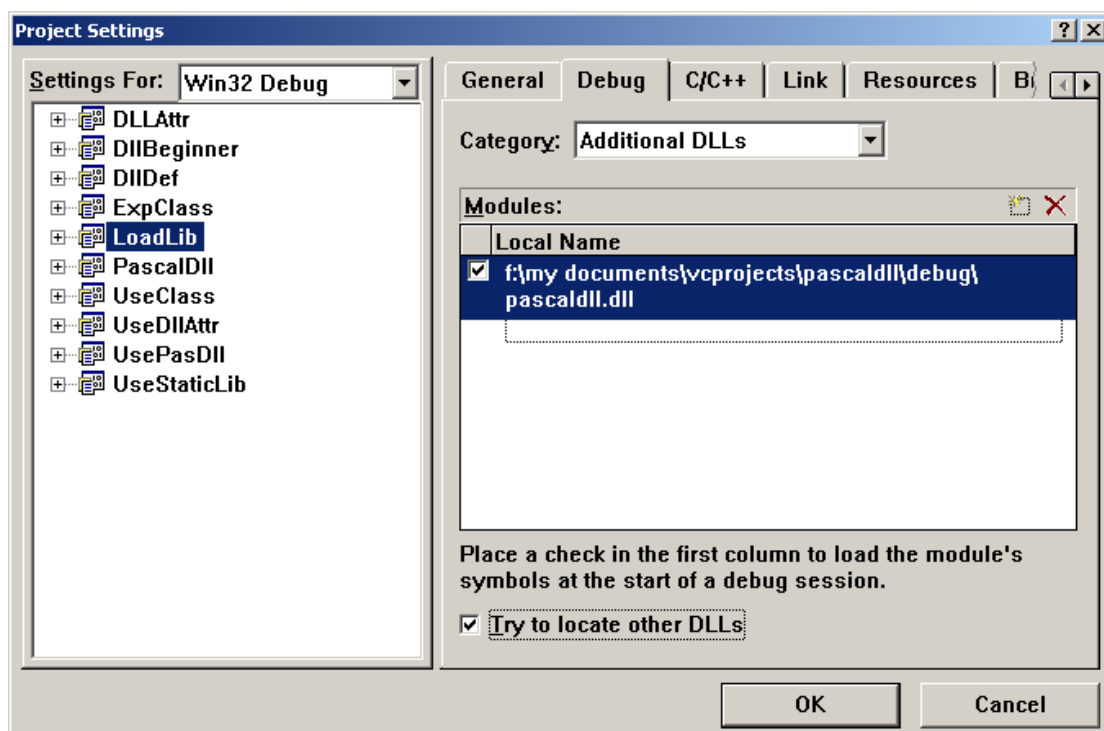 Project Settings
Settings For: Win32 Debug
DLLAttr
DllBeginner
DllDef
ExpClass
LoadLib
PascalDll
UseClass
UseDllAttr
UsePasDll
UseStaticLib
General Debug C/C++ Link Resources
Category: Additional DLLs
Modules:
Local Name
f:\my documents\vcprojects\pascaldll\debug\
pascaldll.dll
Place a check in the first column to load the module's
symbols at the start of a debug session.
Try to locate other DLLs
OK Cancel